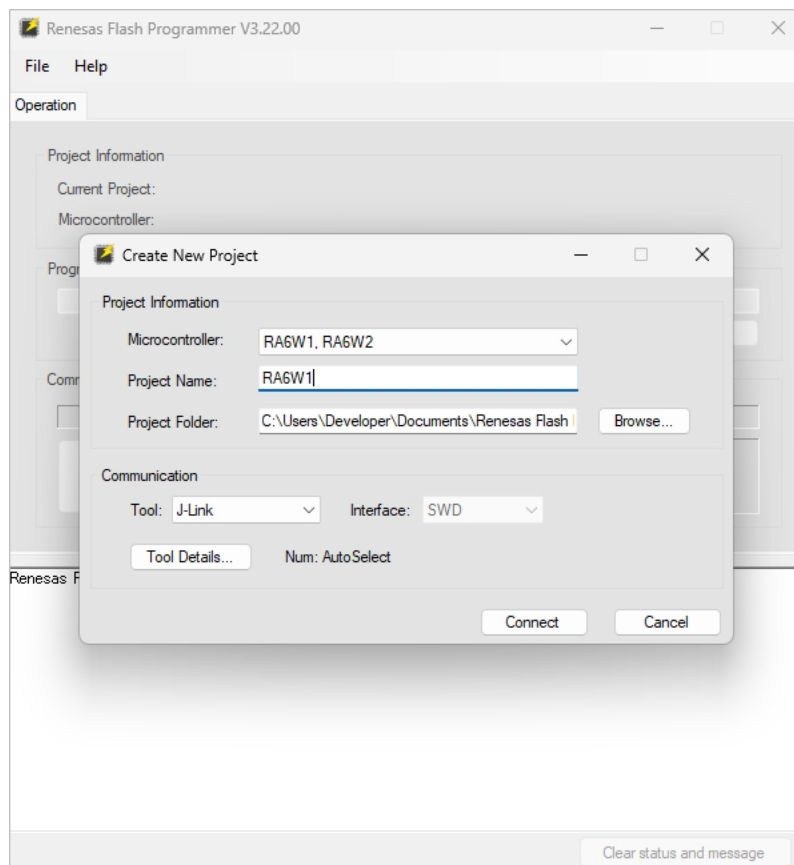 Renesas Flash Programmer V3.22.00
File Help
Operation
Project Information
Current Project:
Microcontroller:
Create New Project
Project Information
Microcontroller: RA6W1, RA6W2
Project Name: RA6W1
Project Folder: C:\Users\Developer\Documents\Renesas Flash Browse...
Communication
Tool: J-Link Interface: SWD
Tool Details... Num: AutoSelect
Connect Cancel
Renesas
Clear status and message